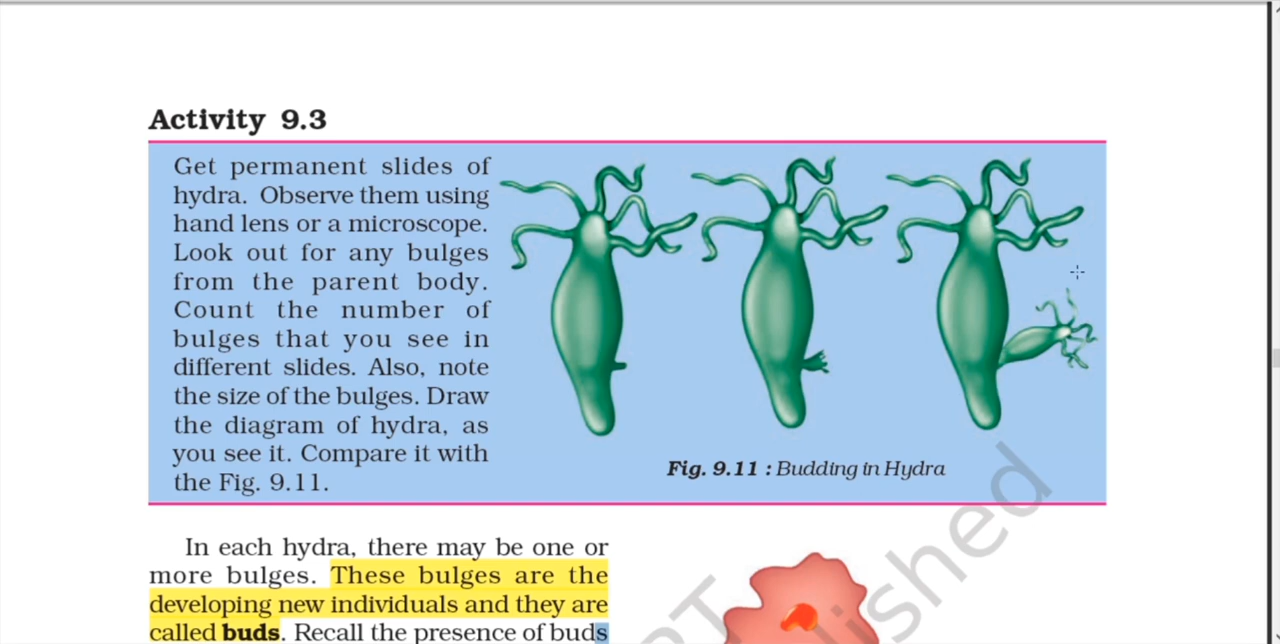 Activity 9.3
Get permanent slides of
hydra. Observe them using
hand lens or a microscope.
Look out for any bulges
from the parent body.
Count the number of
bulges that you see in
different slides. Also, note
the size of the bulges. Draw
the diagram of hydra, as
you see it. Compare it with
the Fig. 9.11.
Fig. 9.11 : Budding in Hydra
In each hydra, there may be one or
more bulges. These bulges are the
developing new individuals and they are
called buds. Recall the presence of buds